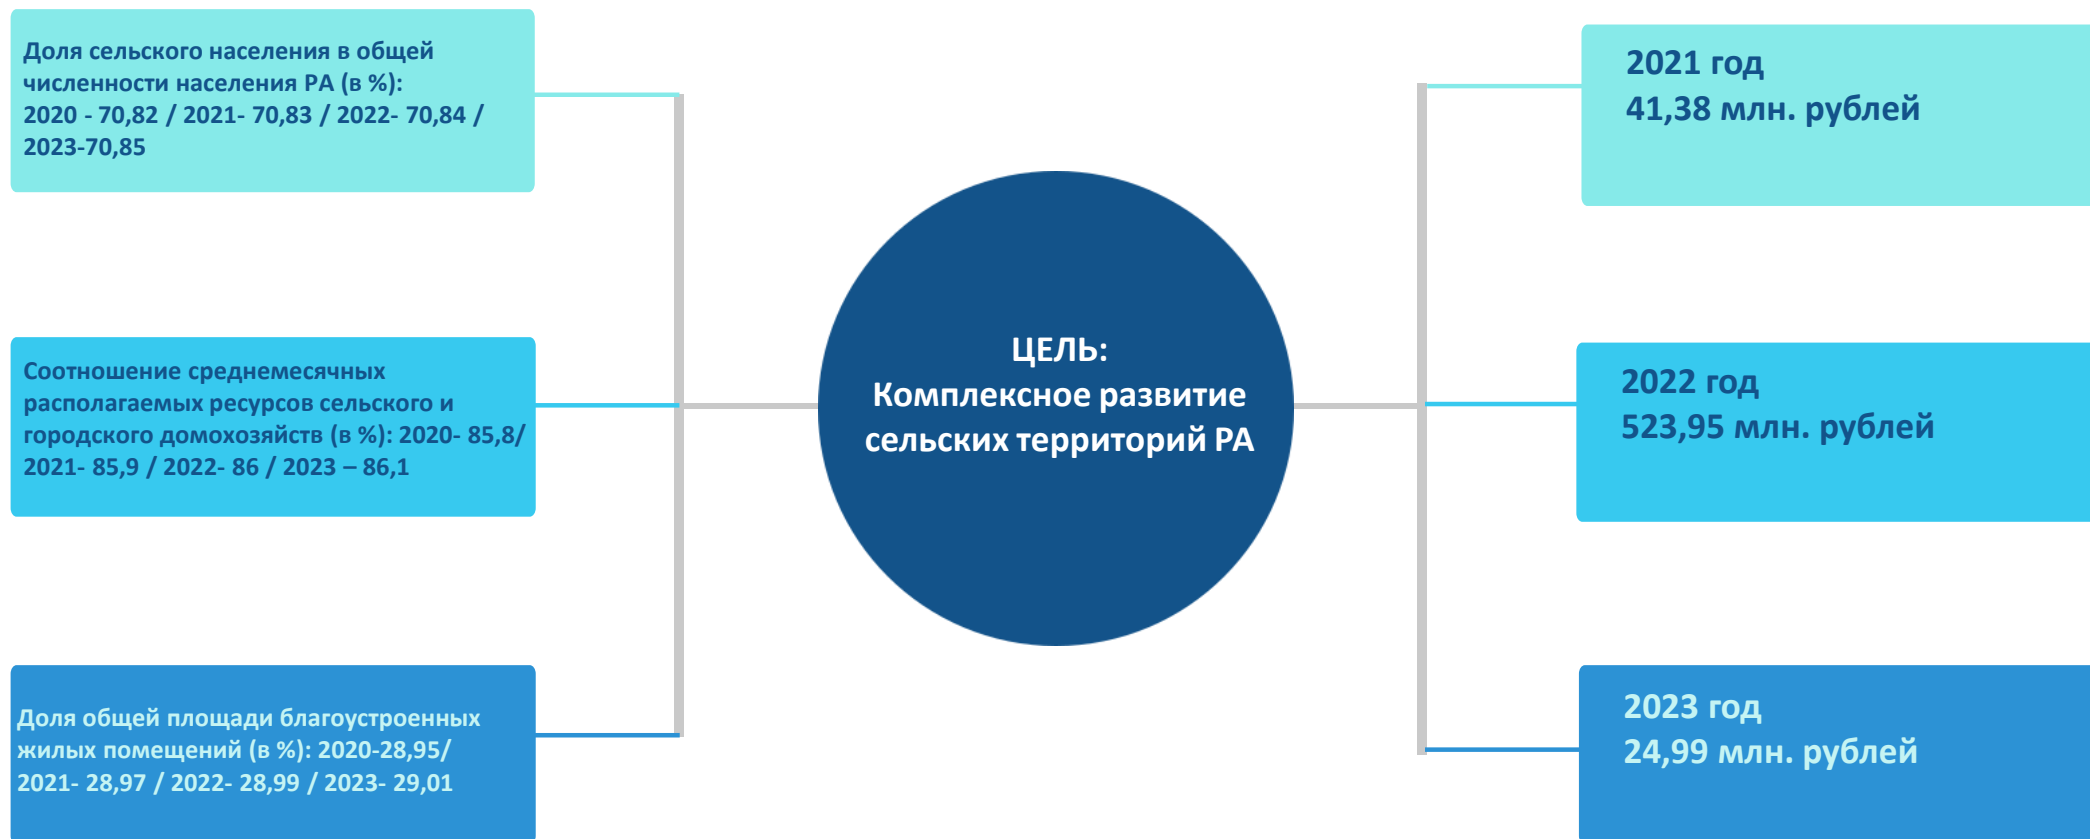 Доля сельского населения в общей
численности населения РА (в %):
2020 - 70,82 / 2021- 70,83 / 2022- 70,84 /
2023-70,85
Соотношение среднемесячных
располагаемых ресурсов сельского и
городского домохозяйств (в %): 2020- 85,8/
2021- 85,9 / 2022- 86 / 2023 – 86,1
Доля общей площади благоустроенных
жилых помещений (в %): 2020-28,95/
2021- 28,97 / 2022- 28,99 / 2023- 29,01
ЦЕЛЬ:
Комплексное развитие
сельских территорий РА
2021 год
41,38 млн. рублей
2022 год
523,95 млн. рублей
2023 год
24,99 млн. рублей